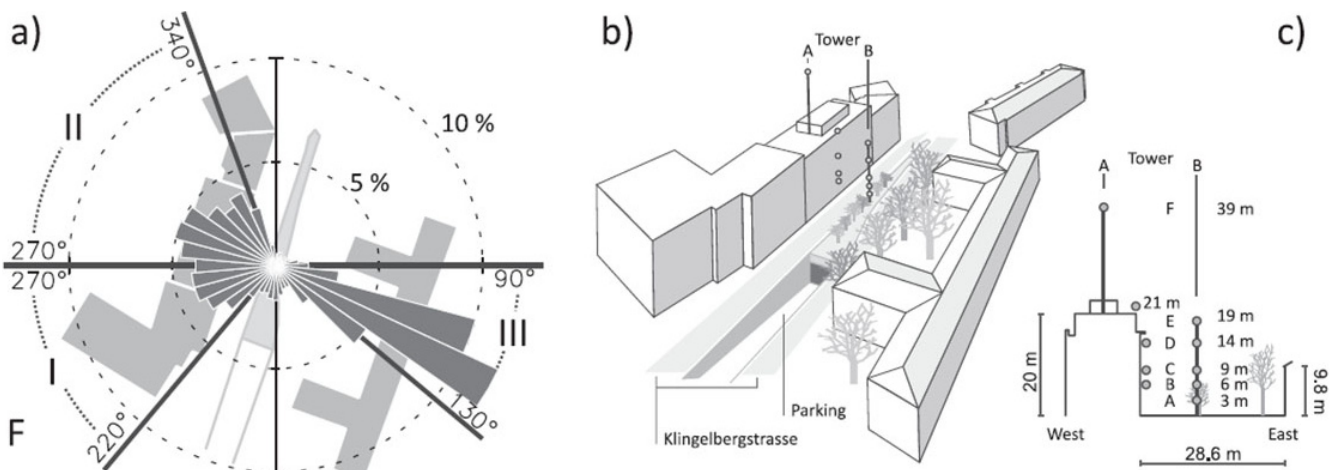 a)
340°
II
10 %
5 %
270°
270°
90°
I
III
220°
130°
F
b)
Tower
A B
Parking
Klingelbergstrasse
c)
Tower
A B
F 39 m
21 m
E 19 m
D 14 m
C 9 m
B 6 m
A 3 m
20 m
9.8 m
West East
28.6 m